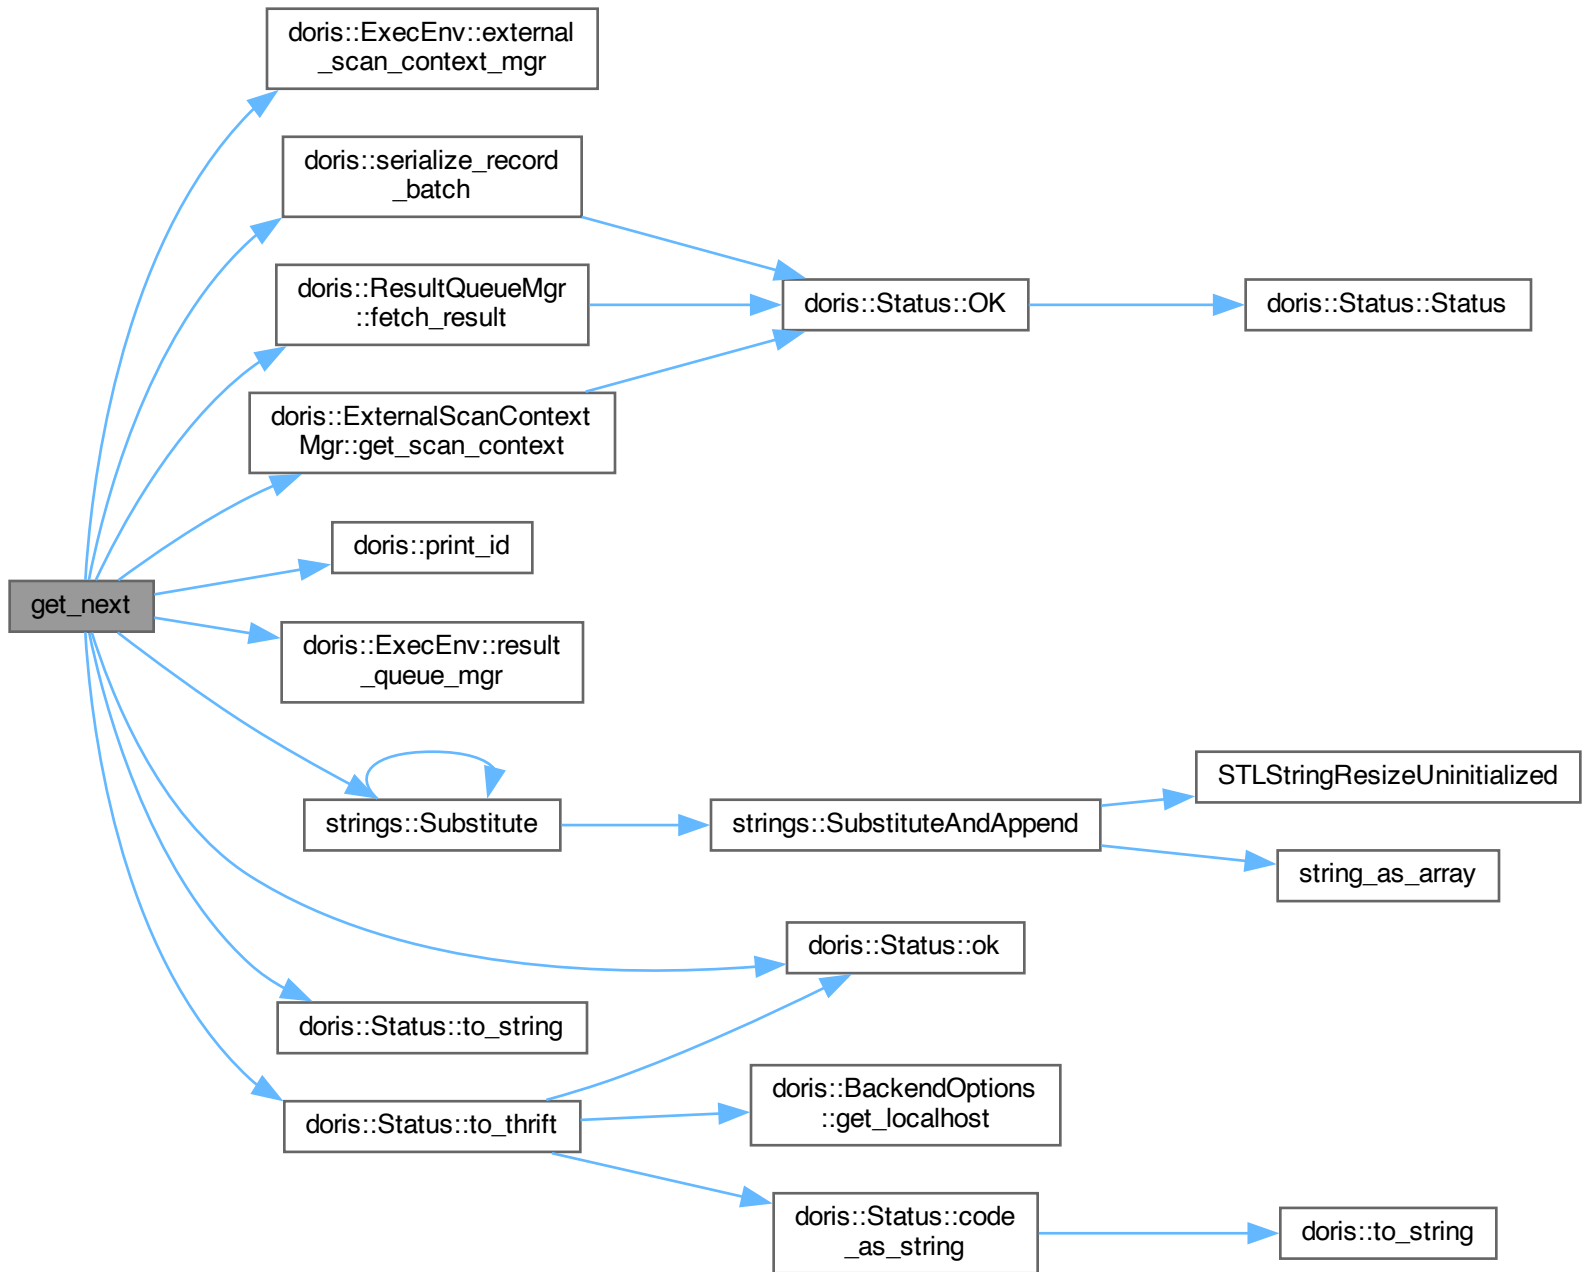 doris::ExecEnv::external
_scan_context_mgr
doris::serialize_record
_batch
doris::ResultQueueMgr
::fetch_result
doris::Status::OK
doris::Status::Status
doris::ExternalScanContext
Mgr::get_scan_context
doris::print_id
get_next
doris::ExecEnv::result
_queue_mgr
strings::Substitute
strings::SubstituteAndAppend
STLStringResizeUninitialized
string_as_array
doris::Status::ok
doris::Status::to_string
doris::Status::to_thrift
doris::BackendOptions
::get_localhost
doris::Status::code
_as_string
doris::to_string